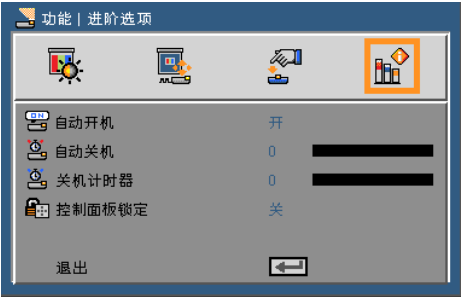 功能 | 进阶选项
ON
自动开机 开
自动关机 0
关机计时器 0
控制面板锁定 关
退出